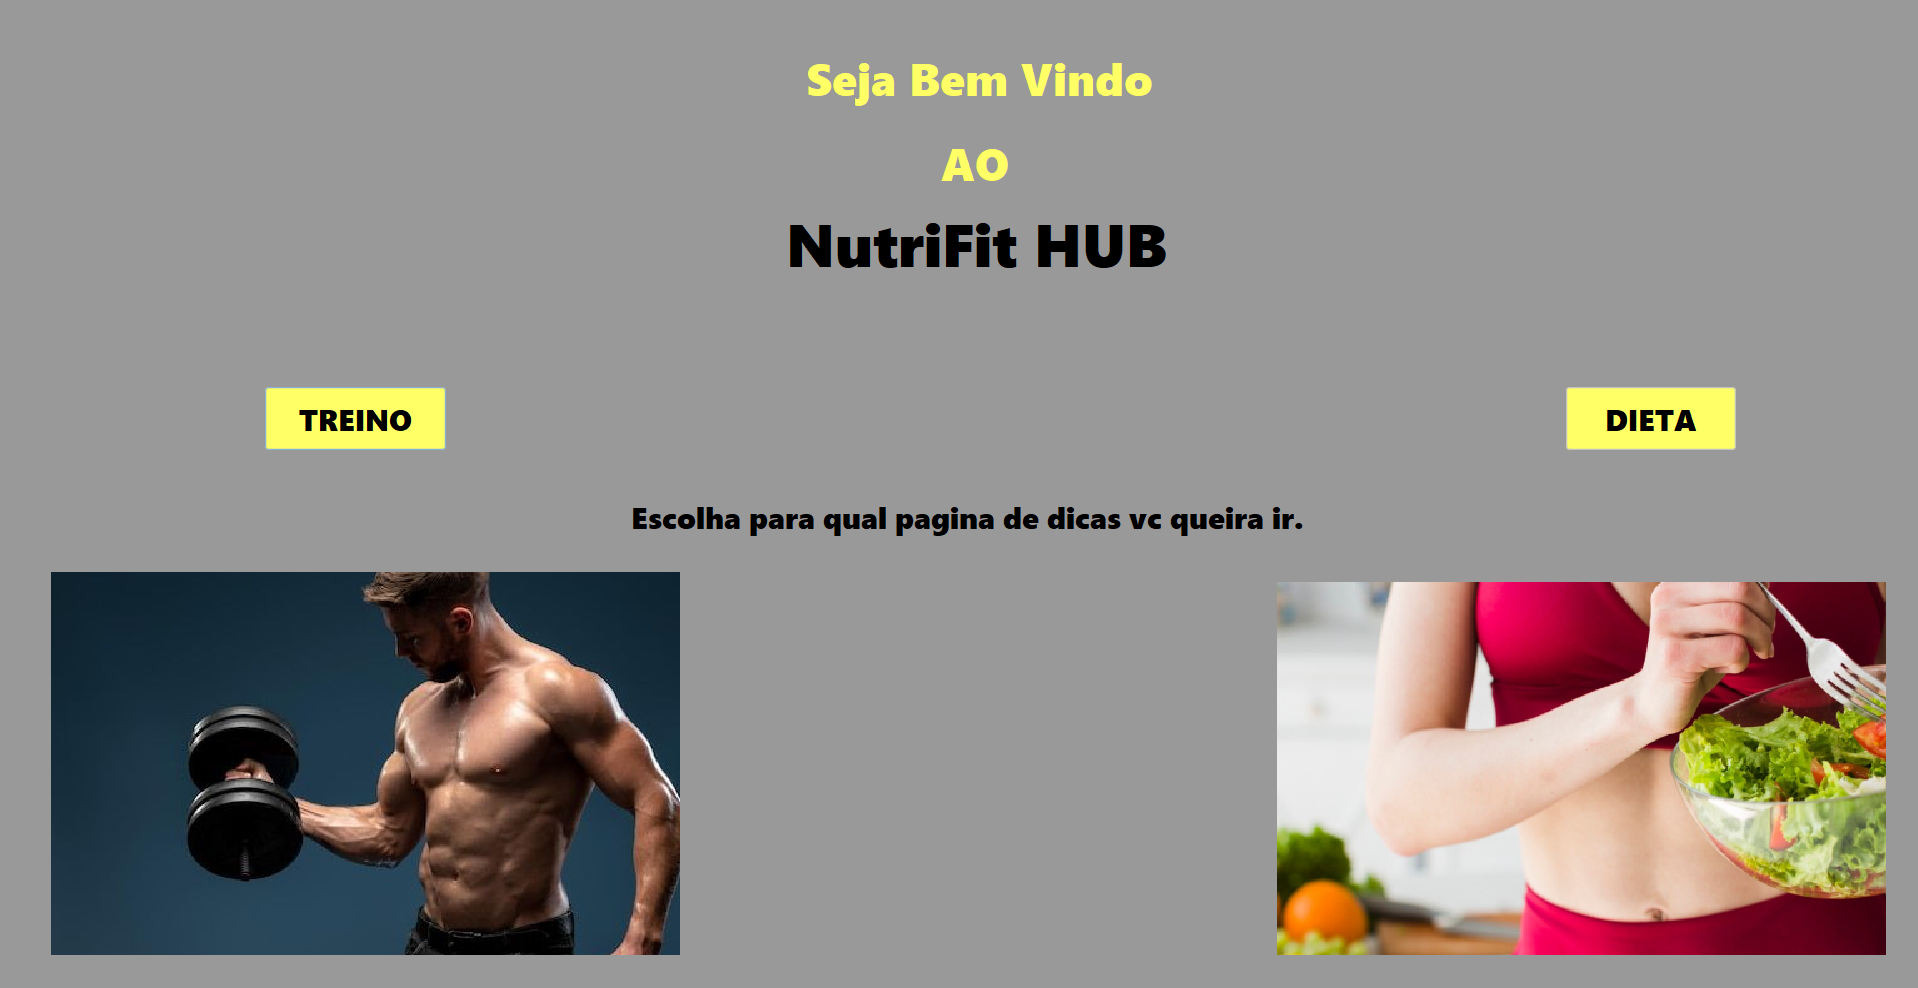 Seja Bem Vindo
AO
NutriFit HUB
TREINO
DIETA
Escolha para qual pagina de dicas vc queira ir.